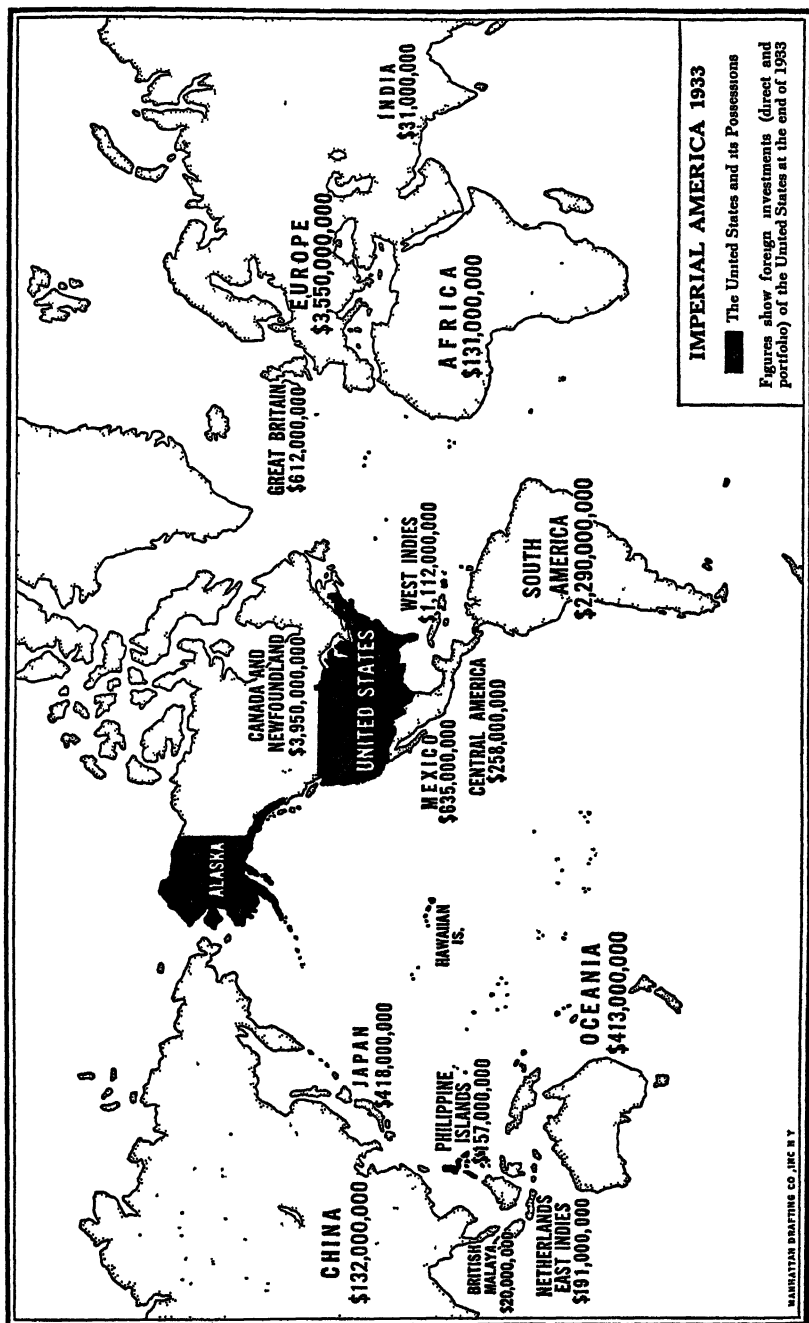 IMPERIAL AMERICA 1933
The United States and its Possessions
Figures show foreign investments (direct and
portfolio) of the United States at the end of 1933
ALASKA
CANADA AND
NEWFOUNDLAND
$3,950,000,000
UNITED STATES
MEXICO
$635,000,000
CENTRAL AMERICA
$258,000,000
WEST INDIES
$1,112,000,000
SOUTH
AMERICA
$2,290,000,000
GREAT BRITAIN
$612,000,000
EUROPE
$3,550,000,000
AFRICA
$131,000,000
INDIA
$31,000,000
CHINA
$132,000,000
JAPAN
$418,000,000
PHILIPPINE
ISLANDS
$157,000,000
BRITISH
MALAYA
$20,000,000
NETHERLANDS
EAST INDIES
$191,000,000
HAWAIIAN
IS.
OCEANIA
$413,000,000
MANHATTAN DRAFTING CO., INC N Y